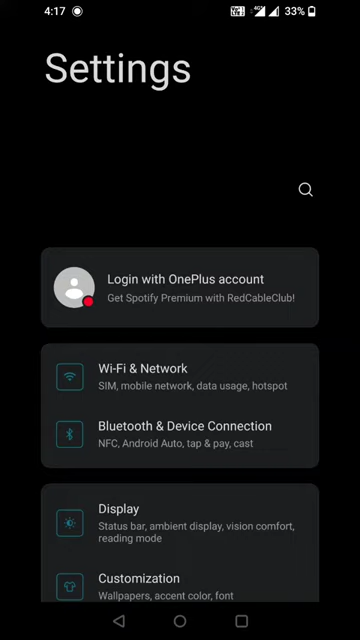 4:17
4G+
33%
Settings
Login with OnePlus account
Get Spotify Premium with RedCableClub!
Wi-Fi & Network
SIM, mobile network, data usage, hotspot
Bluetooth & Device Connection
NFC, Android Auto, tap & pay, cast
Display
Status bar, ambient display, vision comfort,
reading mode
Customization
Wallpapers, accent color, font